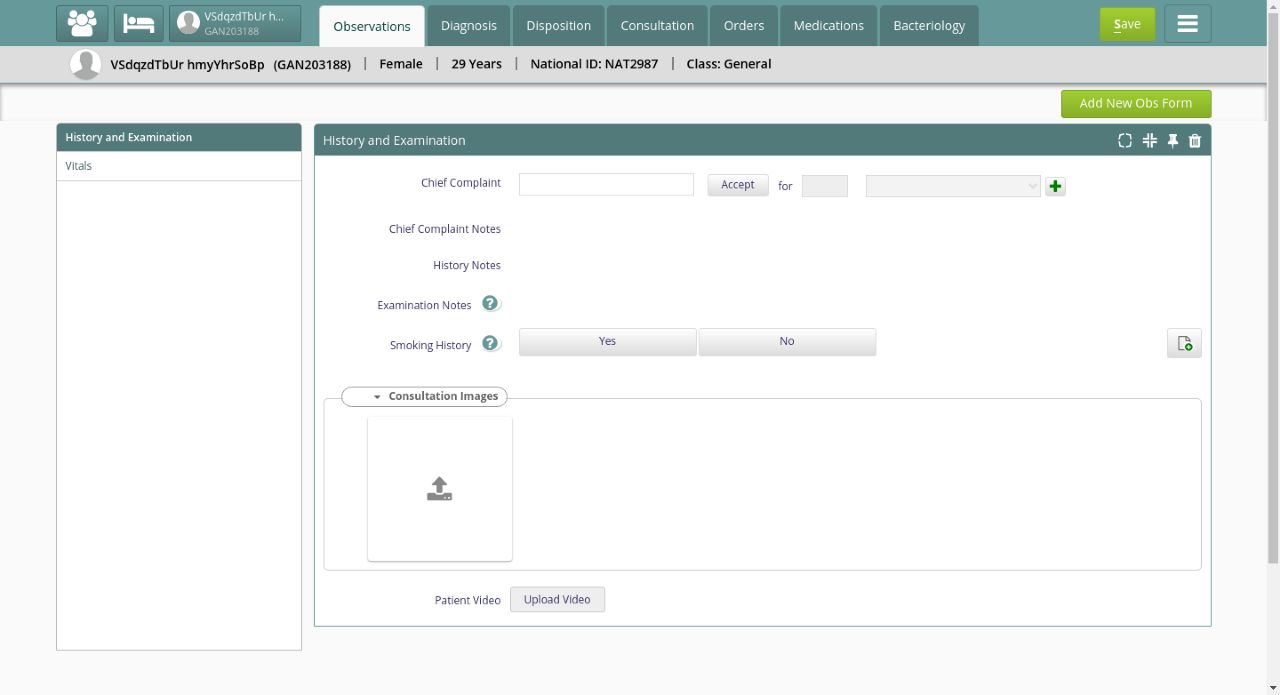 VSdqzdTbUr h...
GAN203188
Observations
Diagnosis
Disposition
Consultation
Orders
Medications
Bacteriology
Save
VSdqzdTbUr hmyYhrSoBp (GAN203188) | Female | 29 Years | National ID: NAT2987 | Class: General
Add New Obs Form
History and Examination
Vitals
History and Examination
Chief Complaint
Accept
for
Chief Complaint Notes
History Notes
Examination Notes ?
Smoking History ?
Yes
No
Consultation Images
Patient Video
Upload Video